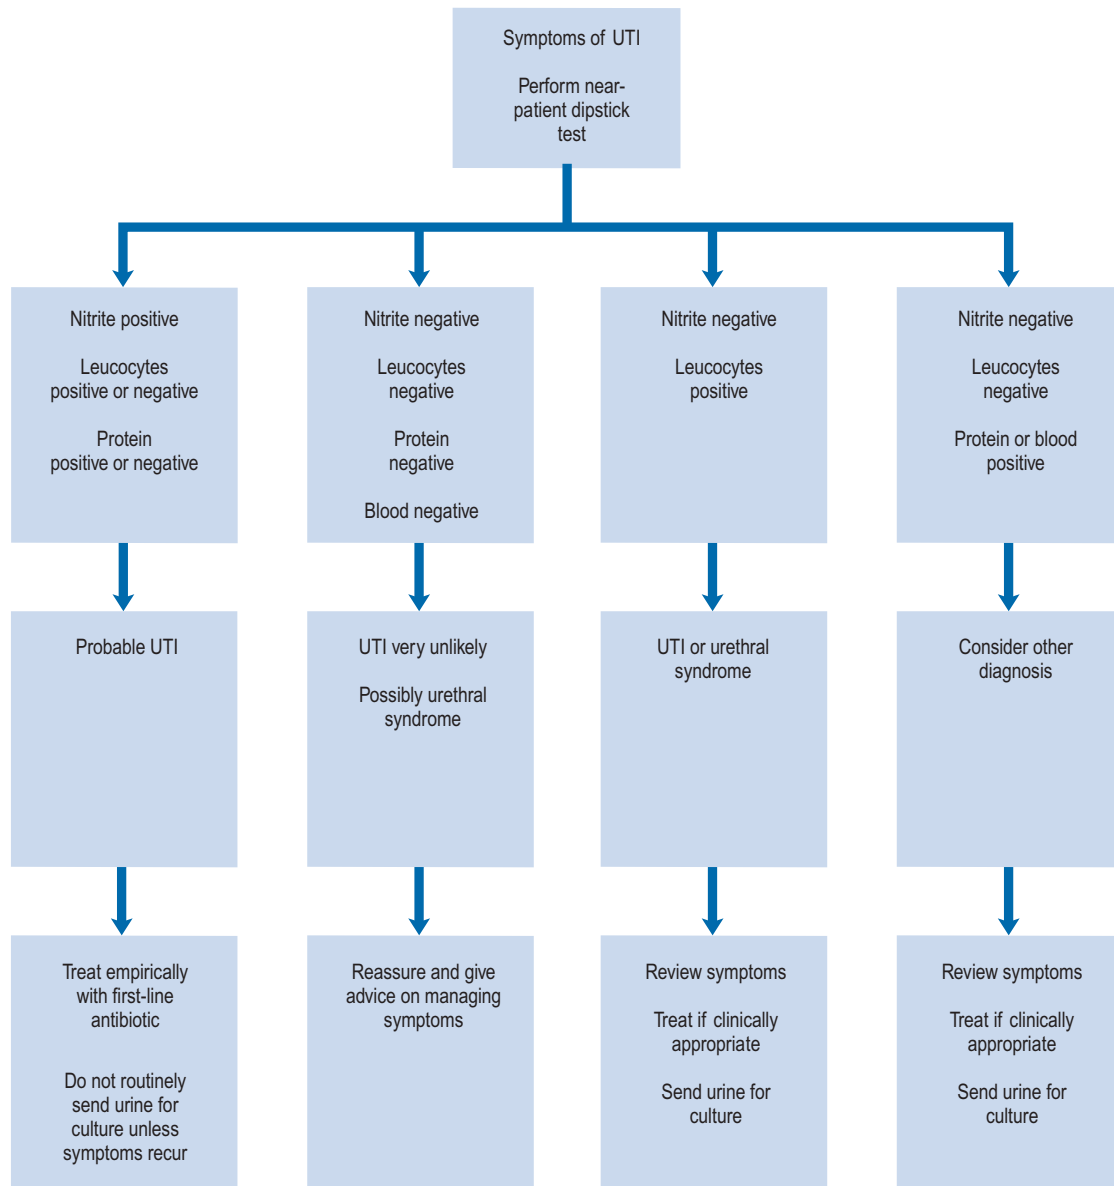 Symptoms of UTI
Perform near-
patient dipstick
test
Nitrite positive
Leucocytes
positive or negative
Protein
positive or negative
Nitrite negative
Leucocytes
negative
Protein
negative
Blood negative
Nitrite negative
Leucocytes
positive
Nitrite negative
Leucocytes
negative
Protein or blood
positive
Probable UTI
UTI very unlikely
Possibly urethral
syndrome
UTI or urethral
syndrome
Consider other
diagnosis
Treat empirically
with first-line
antibiotic
Do not routinely
send urine for
culture unless
symptoms recur
Reassure and give
advice on managing
symptoms
Review symptoms
Treat if clinically
appropriate
Send urine for
culture
Review symptoms
Treat if clinically
appropriate
Send urine for
culture